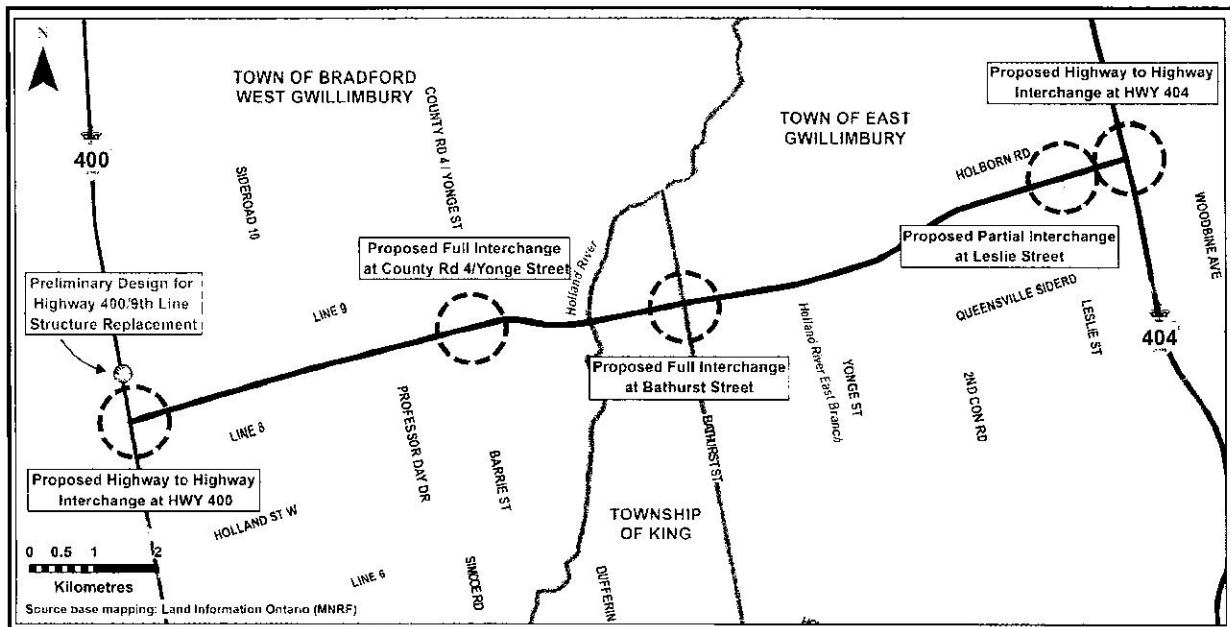 N
TOWN OF BRADFORD
WEST GWILLIMBURY
COUNTY RD 4 / YONGE ST
TOWN OF EAST
GWILLIMBURY
Proposed Highway to Highway
Interchange at HWY 404
400
SIDEROAD 10
HOLBORN RD
WOODBINE AVE
Proposed Full Interchange
at County Rd 4/Yonge Street
Holland River
Proposed Partial Interchange
at Leslie Street
Preliminary Design for
Highway 400/9th Line
Structure Replacement
LINE 9
QUEENSVILLE SIDERD
LESLIE ST
404
Proposed Full Interchange
at Bathurst Street
Holland River East Branch
YONGE ST
2ND CON RD
LINE 8
PROFESSOR DAY DR
BARRIE ST
BATHURST ST
Proposed Highway to Highway
Interchange at HWY 400
HOLLAND ST W
TOWNSHIP
OF KING
0 0.5 1 2
Kilometres
LINE 6
SIMCOE RD
DUFFERIN
Source base mapping: Land Information Ontario (MNRF)